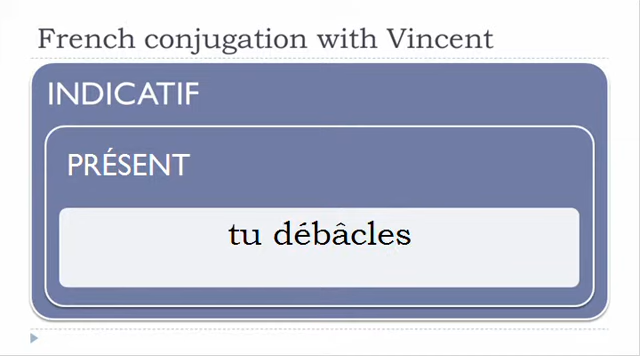 French conjugation with Vincent
INDICATIF
PRÉSENT
tu débâcles